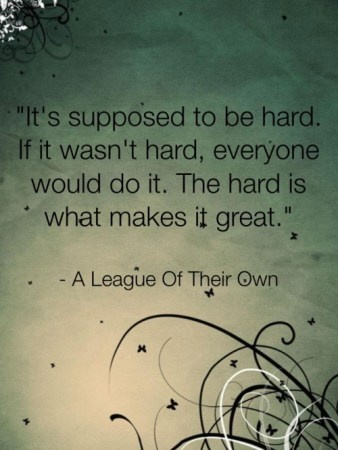 "It's supposed to be hard.
If it wasn't hard, everyone
would do it. The hard is
what makes it great."
- A League Of Their Own